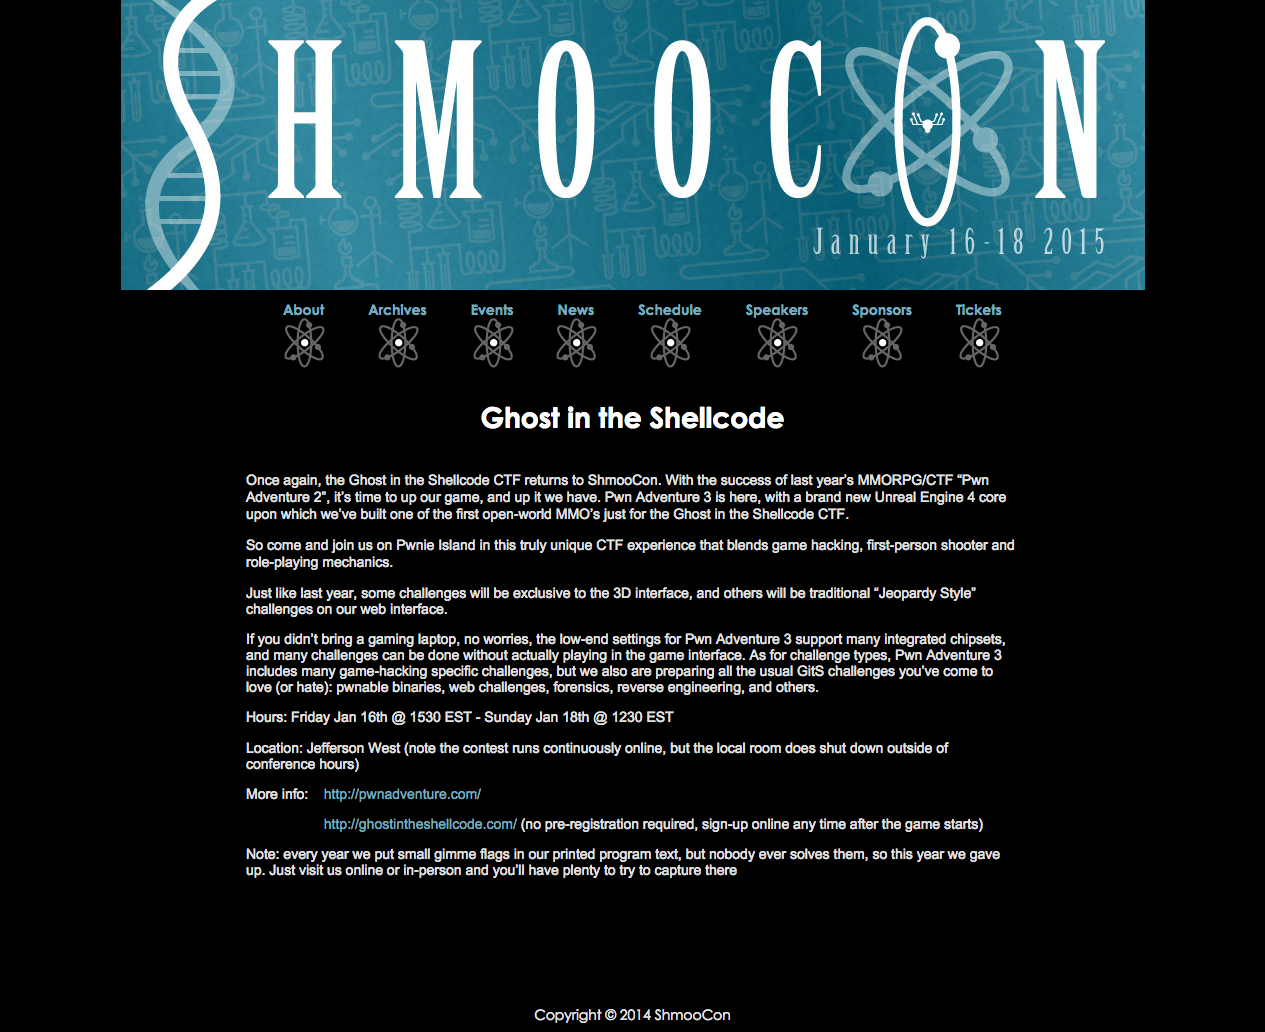 SHMOOCON
January 16-18 2015
About Archives Events News Schedule Speakers Sponsors Tickets
Ghost in the Shellcode
Once again, the Ghost in the Shellcode CTF returns to ShmooCon. With the success of last year’s MMORPG/CTF “Pwn
Adventure 2”, it’s time to up our game, and up it we have. Pwn Adventure 3 is here, with a brand new Unreal Engine 4 core
upon which we’ve built one of the first open-world MMO’s just for the Ghost in the Shellcode CTF.
So come and join us on Pwnie Island in this truly unique CTF experience that blends game hacking, first-person shooter and
role-playing mechanics.
Just like last year, some challenges will be exclusive to the 3D interface, and others will be traditional “Jeopardy Style”
challenges on our web interface.
If you didn’t bring a gaming laptop, no worries, the low-end settings for Pwn Adventure 3 support many integrated chipsets,
and many challenges can be done without actually playing in the game interface. As for challenge types, Pwn Adventure 3
includes many game-hacking specific challenges, but we also are preparing all the usual GitS challenges you’ve come to
love (or hate): pwnable binaries, web challenges, forensics, reverse engineering, and others.
Hours: Friday Jan 16th @ 1530 EST - Sunday Jan 18th @ 1230 EST
Location: Jefferson West (note the contest runs continuously online, but the local room does shut down outside of
conference hours)
More info: http://pwnadventure.com/
http://ghostintheshellcode.com/ (no pre-registration required, sign-up online any time after the game starts)
Note: every year we put small gimme flags in our printed program text, but nobody ever solves them, so this year we gave
up. Just visit us online or in-person and you’ll have plenty to try to capture there
Copyright © 2014 ShmooCon